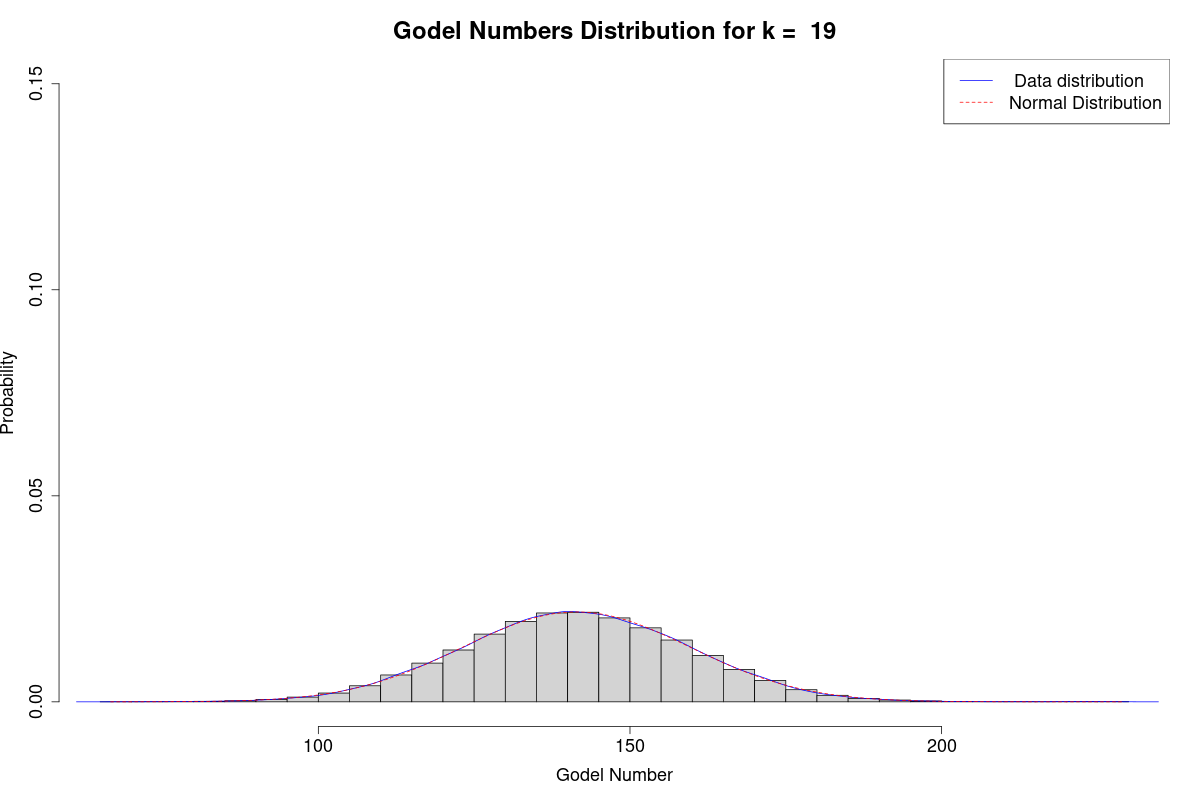 Godel Numbers Distribution for k =  19
Data distribution
Normal Distribution
Probability
0.15
0.10
0.05
0.00
100 150 200
Godel Number